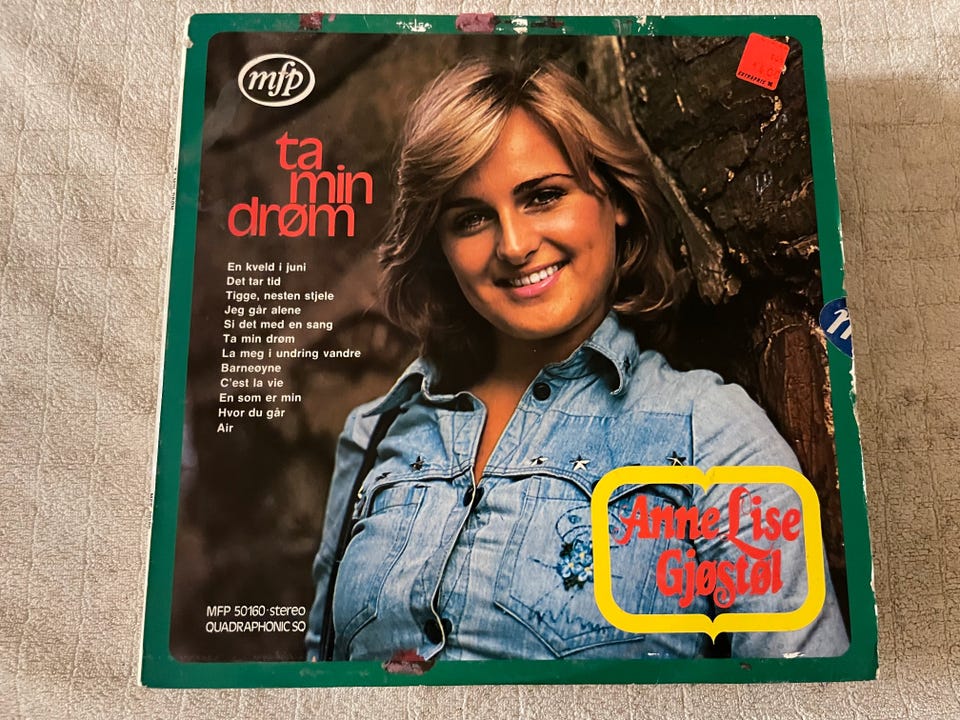 mfp
ta
min
drøm
En kveld i juni
Det tar tid
Tigge, nesten stjele
Jeg går alene
Si det med en sang
Ta min drøm
La meg i undring vandre
Barneøyne
C'est la vie
En som er min
Hvor du går
Air
Anne Lise
Gjøstøl
MFP 50160·stereo
QUADRAPHONIC SQ